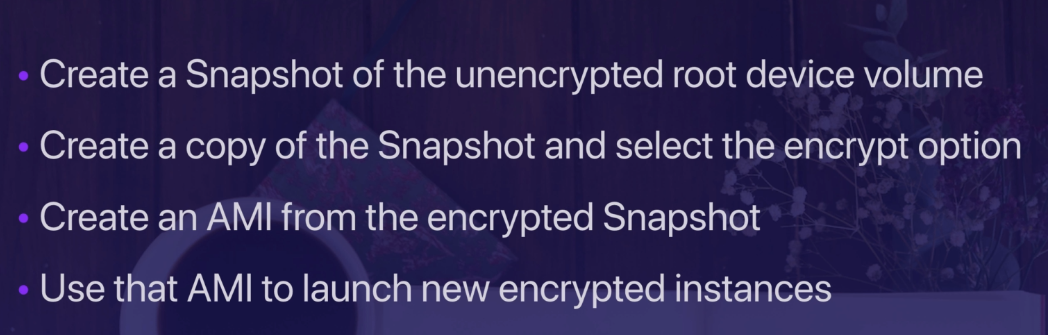 • Create a Snapshot of the unencrypted root device volume
• Create a copy of the Snapshot and select the encrypt option
• Create an AMI from the encrypted Snapshot
• Use that AMI to launch new encrypted instances